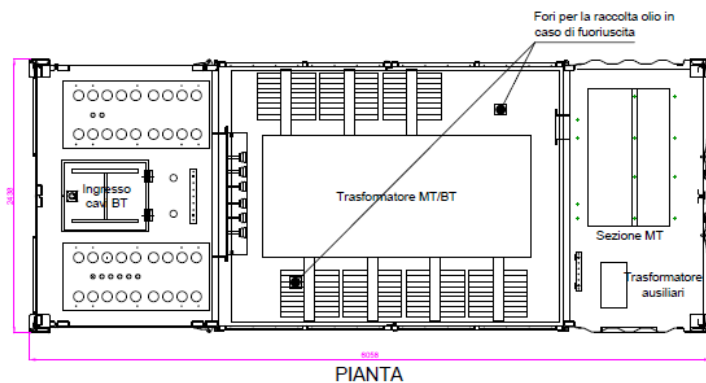 Fori per la raccolta olio in
caso di fuoriuscita
2438
Ingresso
cavi BT
Trasformatore MT/BT
Sezione MT
Trasformatore
ausiliari
6058
PIANTA